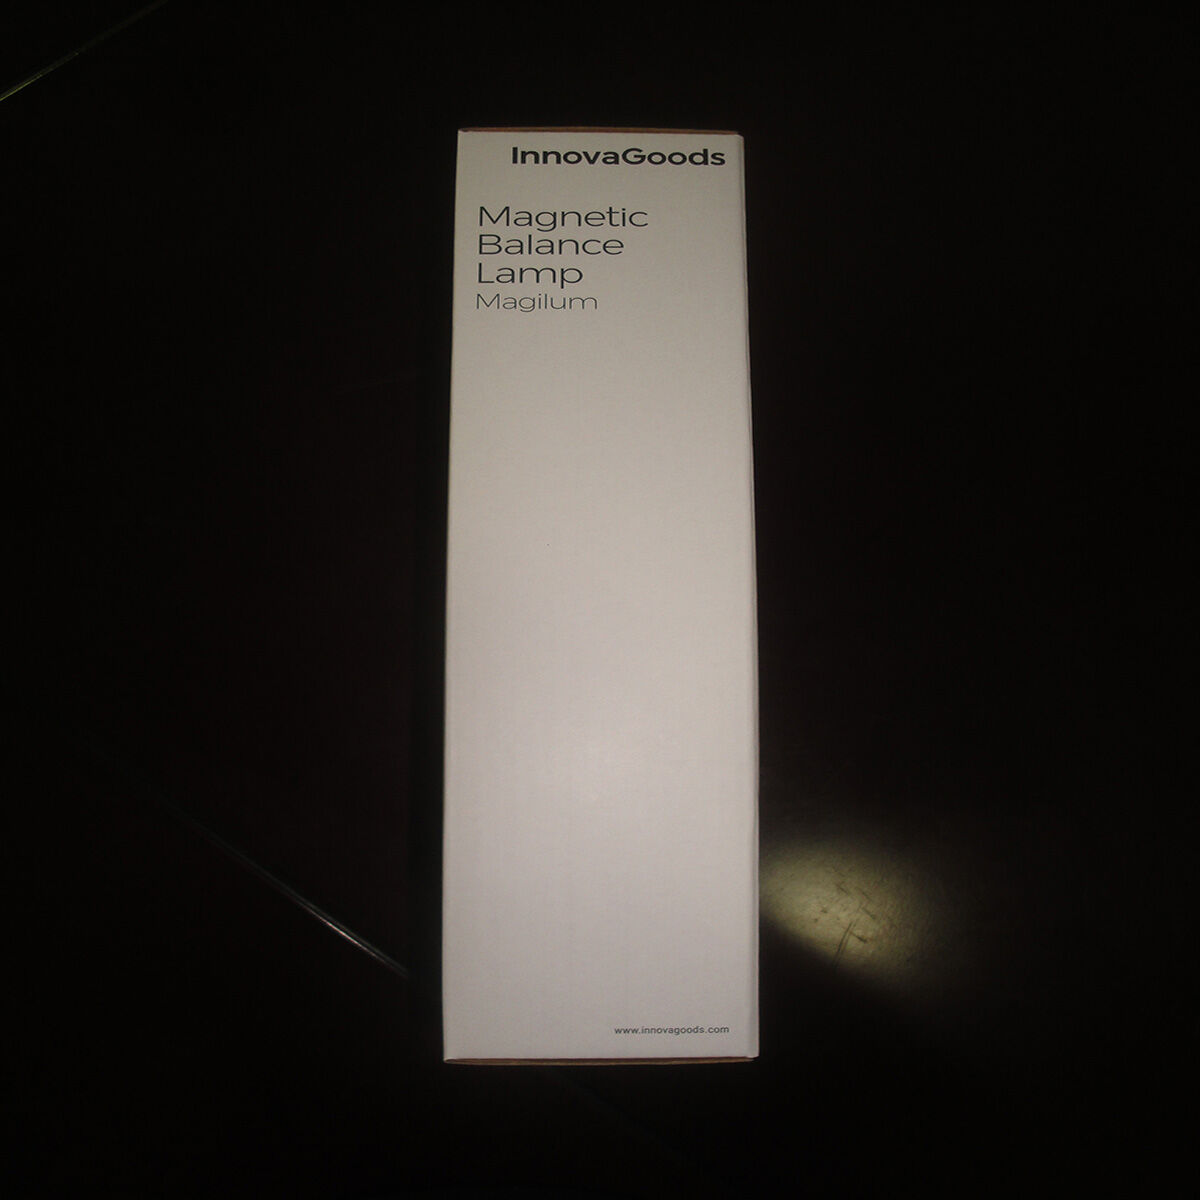 InnovaGoods
Magnetic
Balance
Lamp
Magilum
www.innovagoods.com